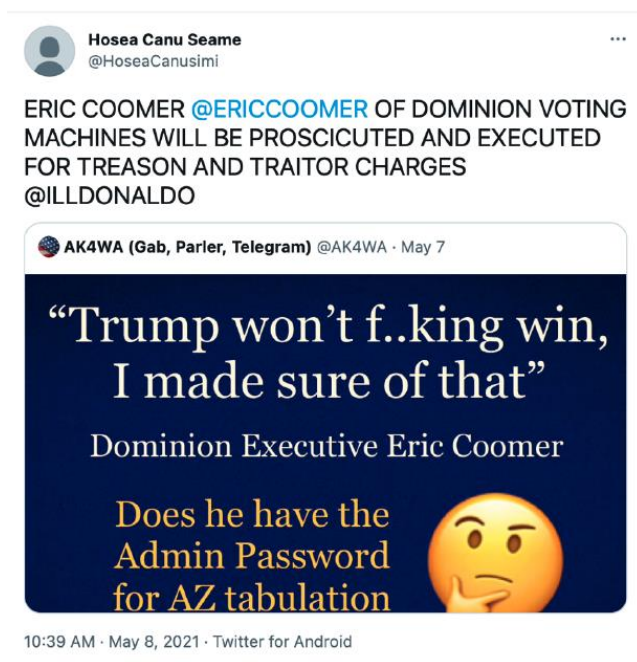 Hosea Canu Seame
@HoseaCanusimi
ERIC COOMER @ERICCOOMER OF DOMINION VOTING
MACHINES WILL BE PROSCICUTED AND EXECUTED
FOR TREASON AND TRAITOR CHARGES
@ILLDONALDO
AK4WA (Gab, Parler, Telegram) @AK4WA · May 7
“Trump won’t f..king win,
I made sure of that”
Dominion Executive Eric Coomer
Does he have the
Admin Password
for AZ tabulation
10:39 AM · May 8, 2021 · Twitter for Android